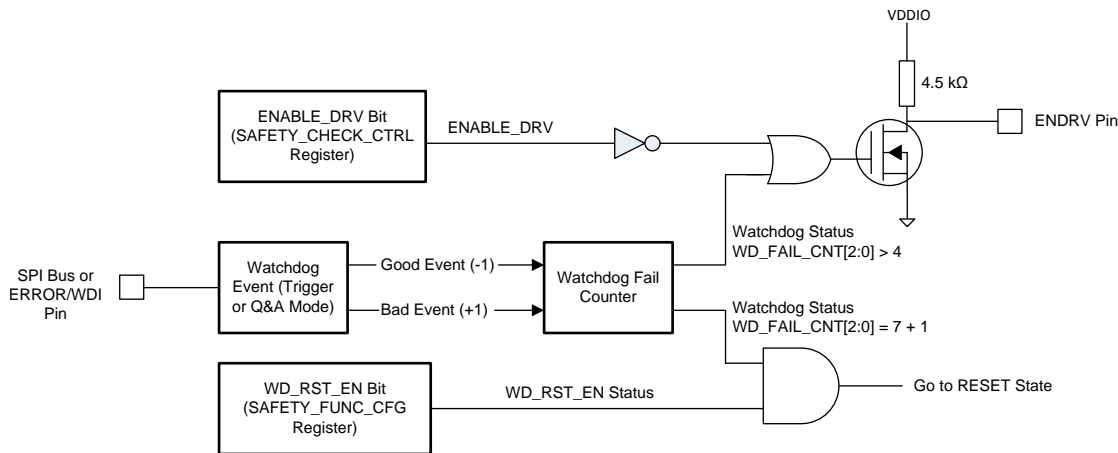 VDDIO
4.5 kΩ
ENDRV Pin
ENABLE_DRV Bit
(SAFETY_CHECK_CTRL
Register)
ENABLE_DRV
Watchdog Status
WD_FAIL_CNT[2:0] > 4
SPI Bus or
ERROR/WDI
Pin
Watchdog
Event (Trigger
or Q&A Mode)
Good Event (-1)
Bad Event (+1)
Watchdog Fail
Counter
Watchdog Status
WD_FAIL_CNT[2:0] = 7 + 1
WD_RST_EN Bit
(SAFETY_FUNC_CFG
Register)
WD_RST_EN Status
Go to RESET State